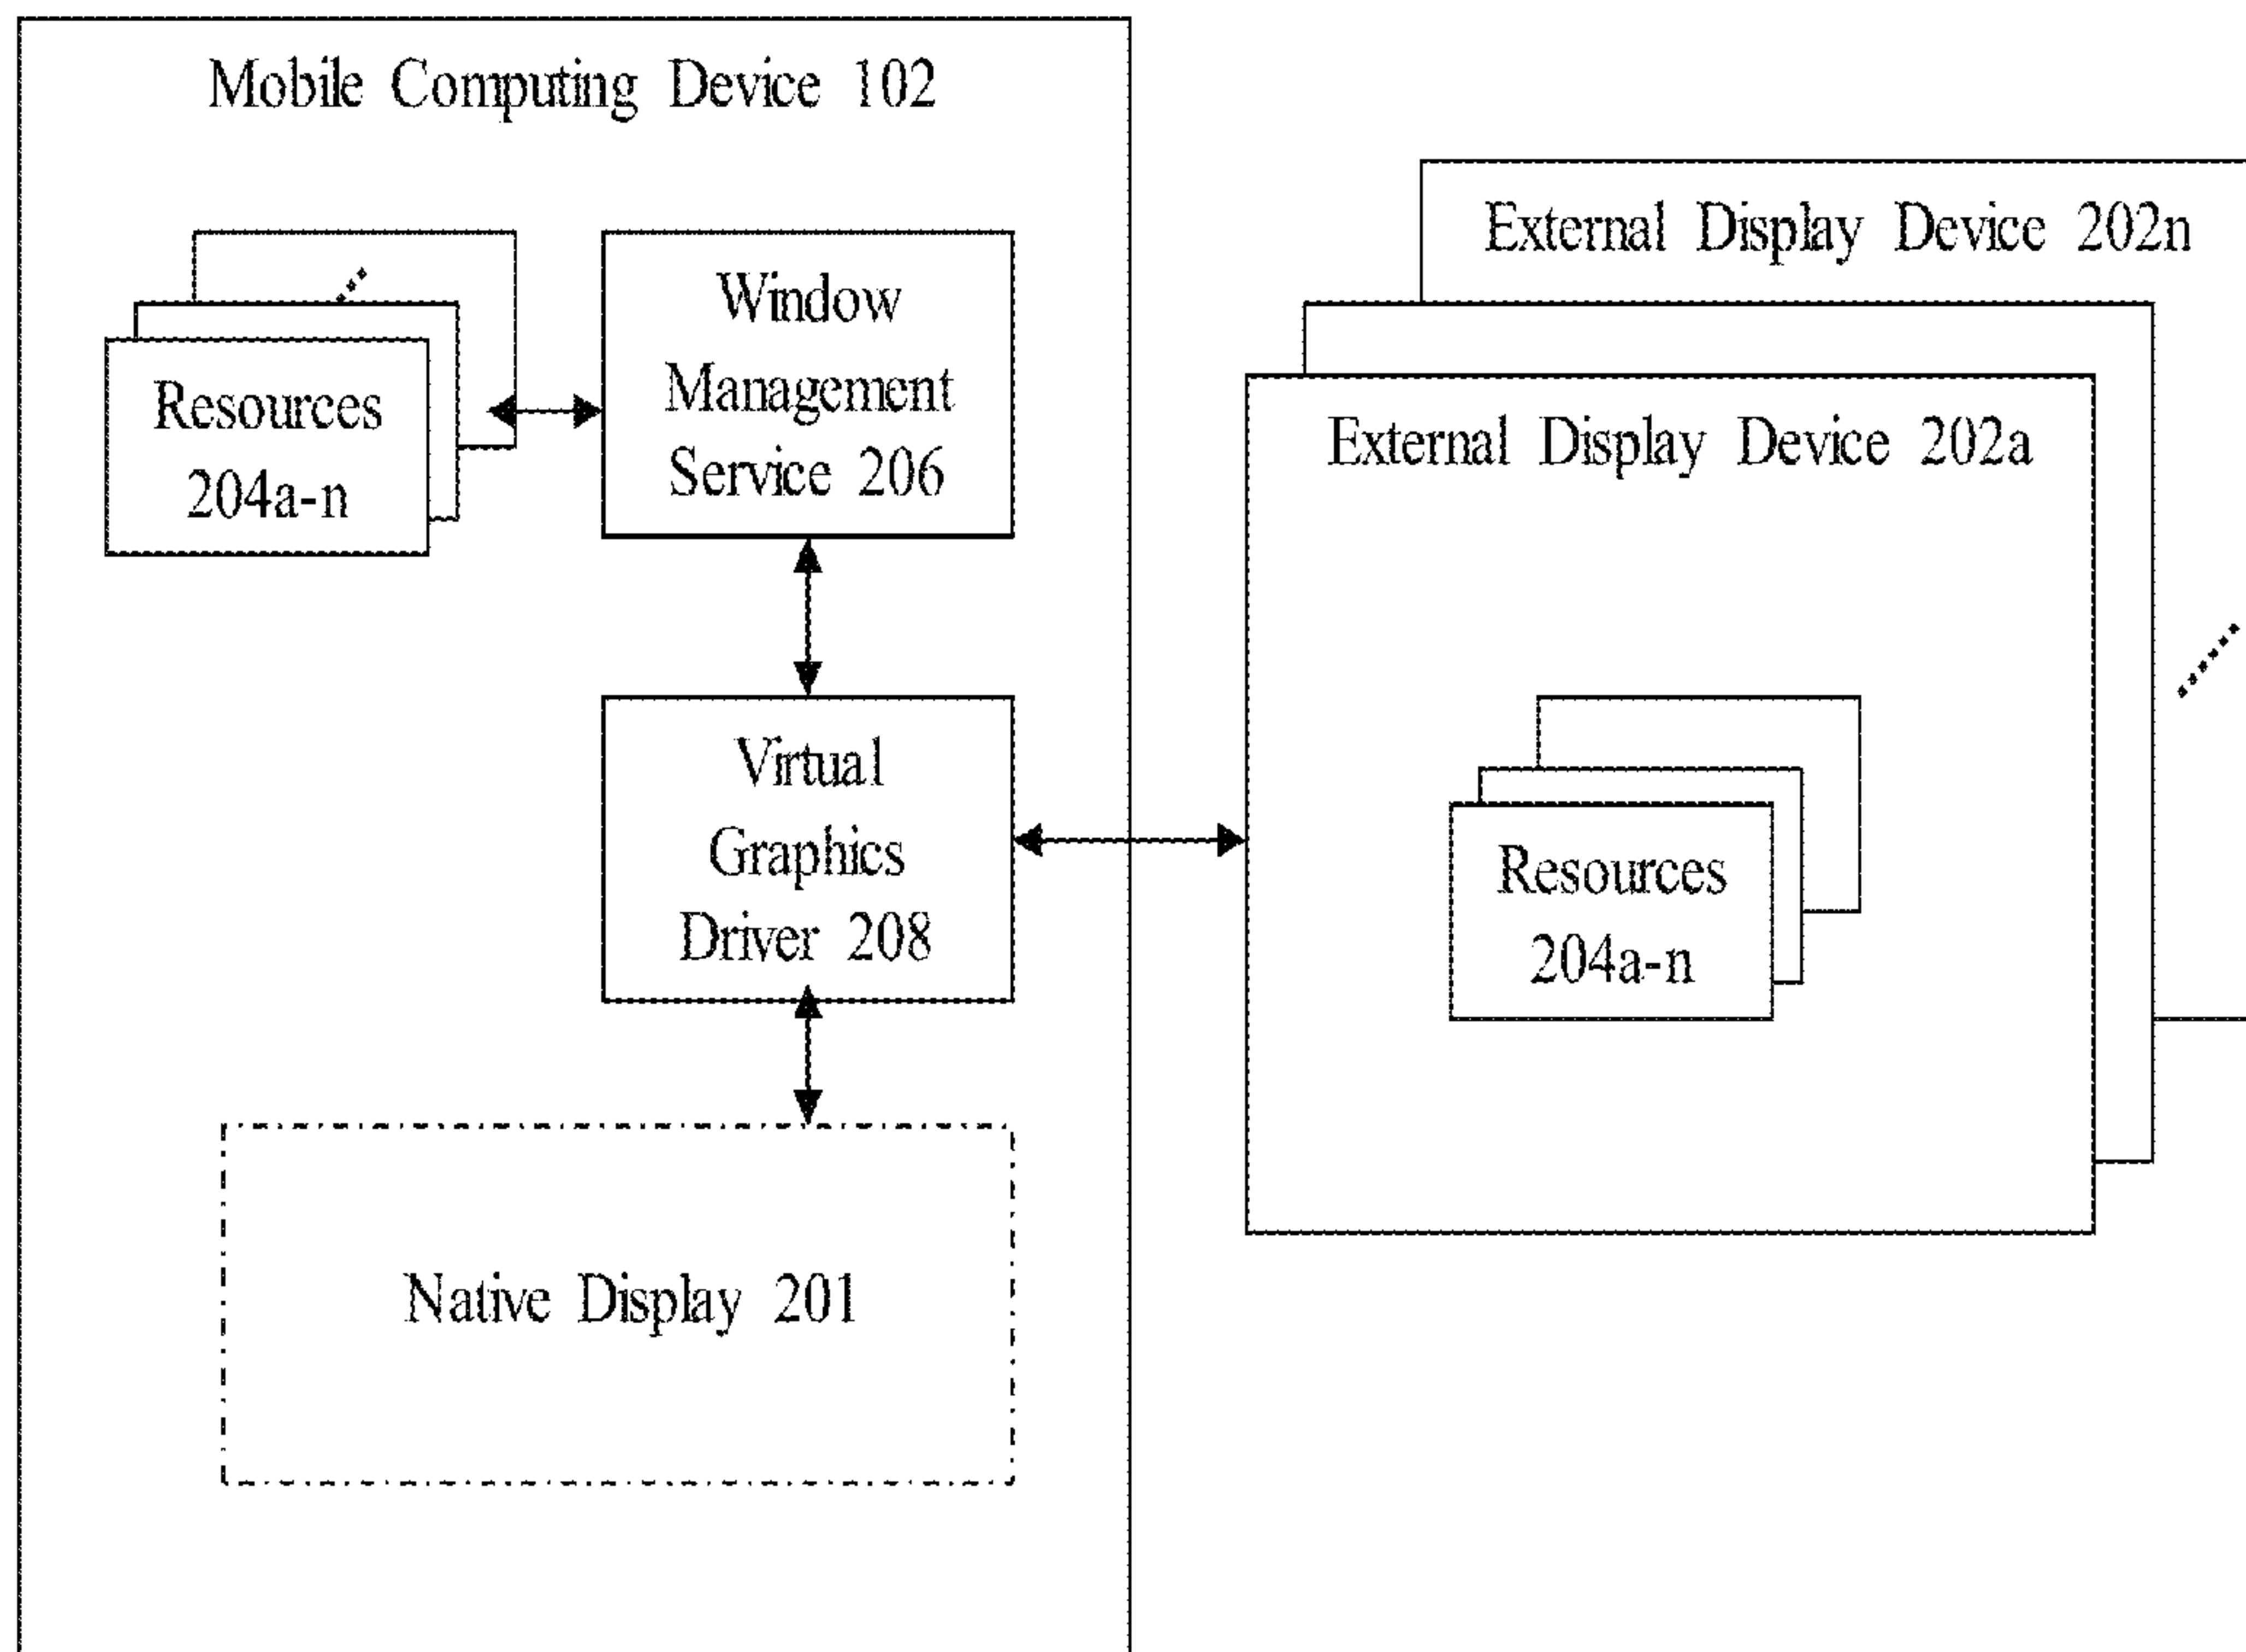 Mobile Computing Device 102
External Display Device 202n
Window
Management
Service 206
Resources
204a-n
External Display Device 202a
Virtual
Graphics
Driver 208
Resources
204a-n
Native Display 201